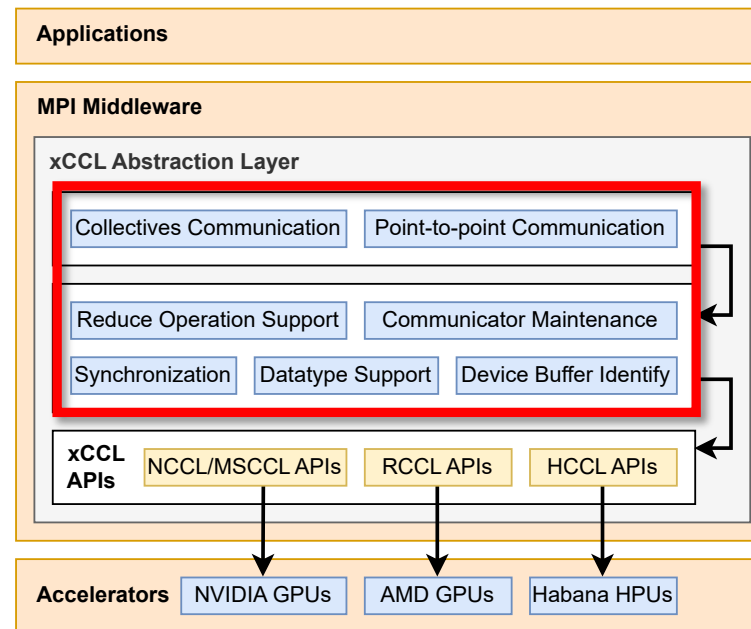 Applications
MPI Middleware
xCCL Abstraction Layer
Collectives Communication
Point-to-point Communication
Reduce Operation Support
Communicator Maintenance
Synchronization
Datatype Support
Device Buffer Identify
xCCL
APIs
NCCL/MSCCL APIs
RCCL APIs
HCCL APIs
Accelerators
NVIDIA GPUs
AMD GPUs
Habana HPUs